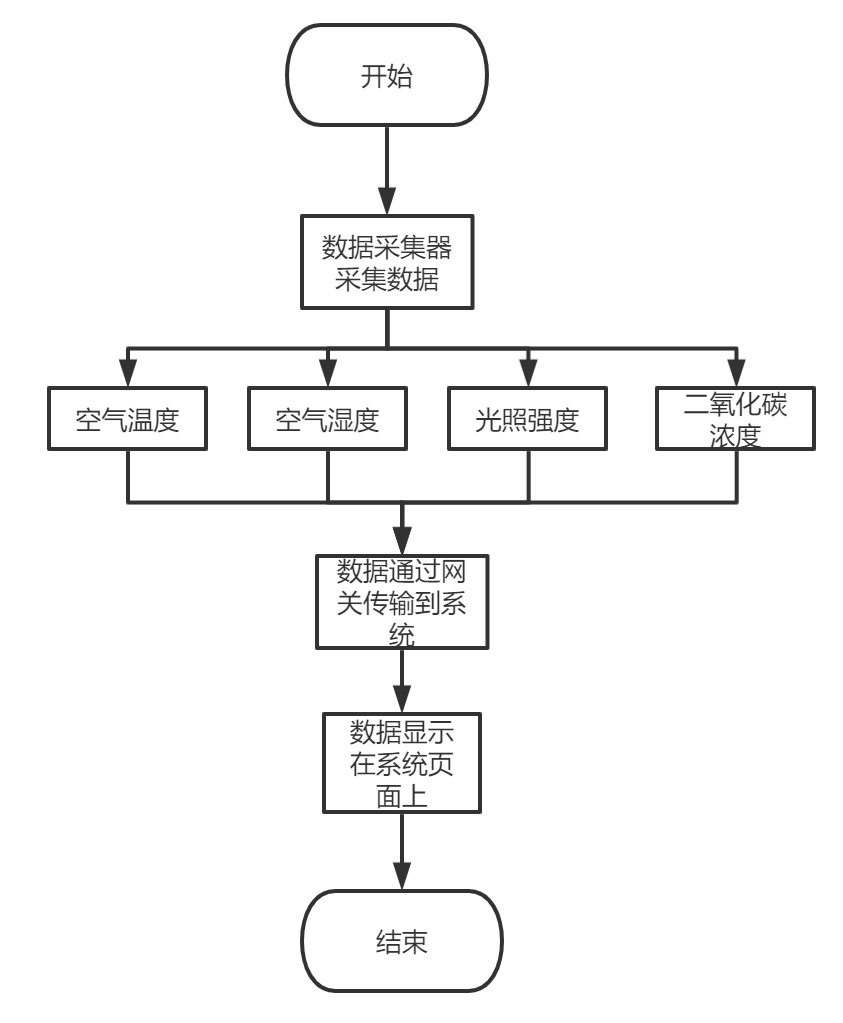 开始
数据采集器
采集数据
空气温度
空气湿度
光照强度
二氧化碳
浓度
数据通过网
关传输到系
统
数据显示
在系统页
面上
结束